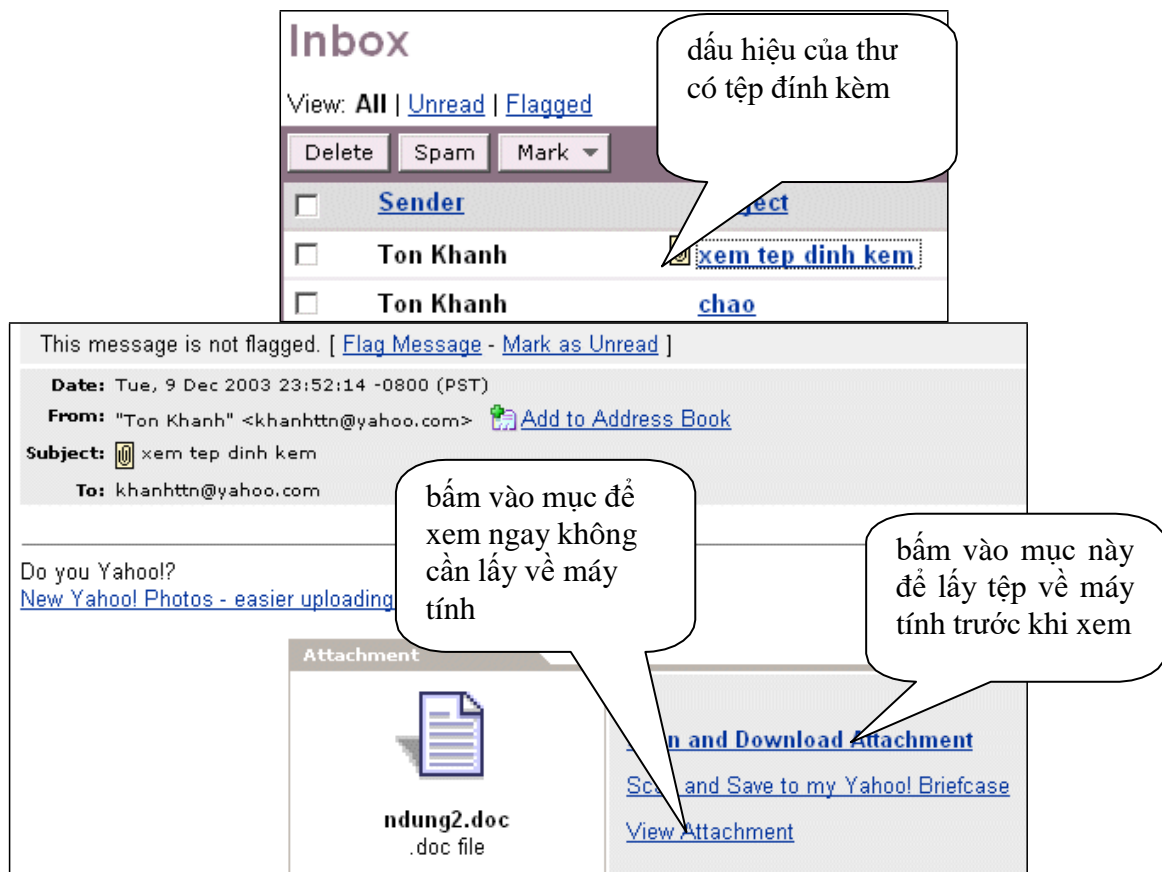 Inbox
dấu hiệu của thư
có tệp đính kèm
View: All | Unread | Flagged
Delete Spam Mark
Sender
Ton Khanh xem tep dinh kem
Ton Khanh chao
This message is not flagged. [ Flag Message - Mark as Unread ]
Date: Tue, 9 Dec 2003 23:52:14 -0800 (PST)
From: "Ton Khanh" <khanhttn@yahoo.com> Add to Address Book
Subject: xem tep dinh kem
To: khanhttn@yahoo.com
bấm vào mục để
xem ngay không
cần lấy về máy
tính
bấm vào mục này
để lấy tệp về máy
tính trước khi xem
Do you Yahoo!?
New Yahoo! Photos - easier uploading
Attachment
and Download Attachment
and Save to my Yahoo! Briefcase
View Attachment
ndung2.doc
.doc file